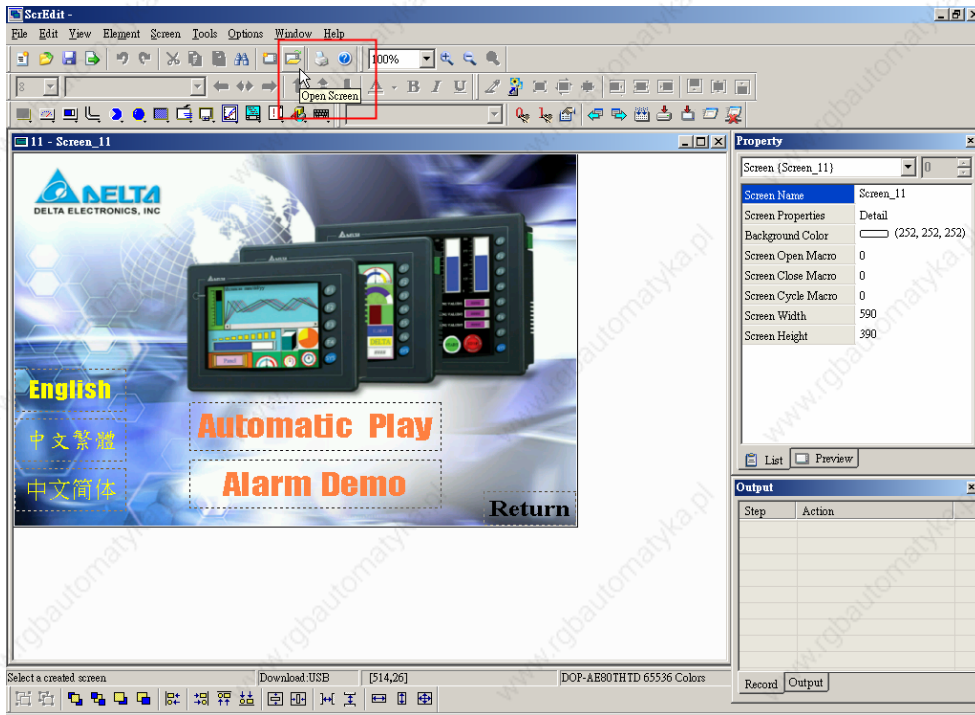 ScrEdit -
File Edit View Element Screen Tools Options Window Help
100%
8
A B I U
Open Screen
11 - Screen_11
DELTA
DELTA ELECTRONICS, INC
English
中文繁體
中文简体
Automatic Play
Alarm Demo
Return
Property
Screen {Screen_11}
0
Screen Name Screen_11
Screen Properties Detail
Background Color (252, 252, 252)
Screen Open Macro 0
Screen Close Macro 0
Screen Cycle Macro 0
Screen Width 590
Screen Height 390
List Preview
Output
Step Action
Record Output
Select a created screen Download:USB [514,26] DOP-AE80THTD 65536 Colors
www.rgbautomatyka.pl